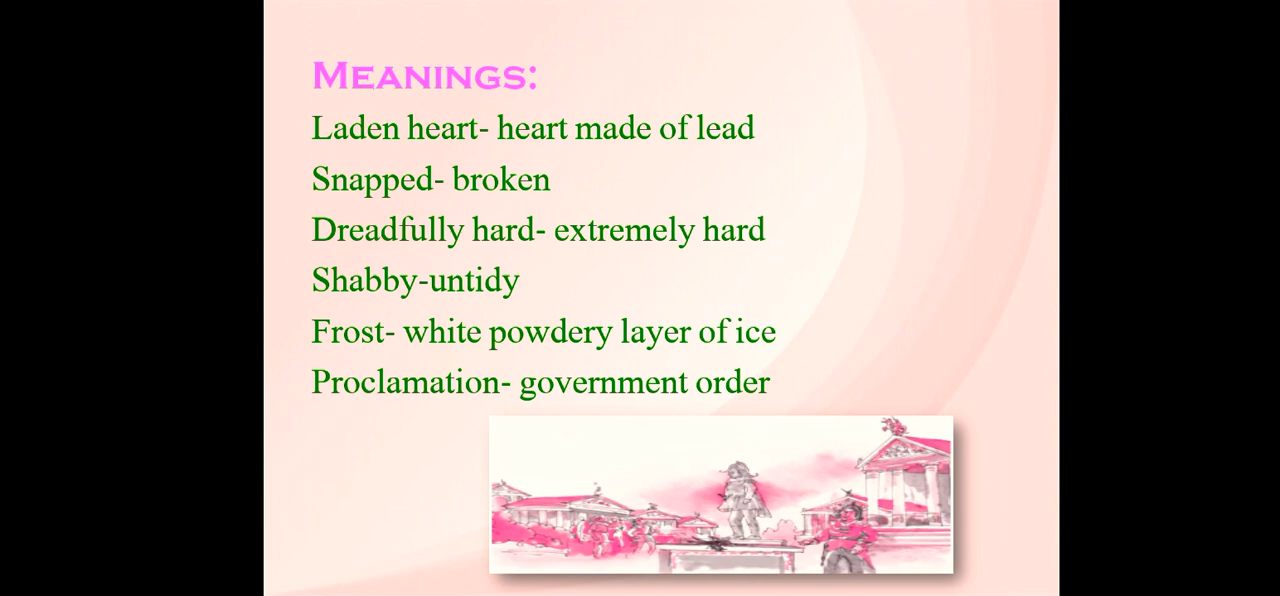 MEANINGS:
Laden heart- heart made of lead
Snapped- broken
Dreadfully hard- extremely hard
Shabby-untidy
Frost- white powdery layer of ice
Proclamation- government order